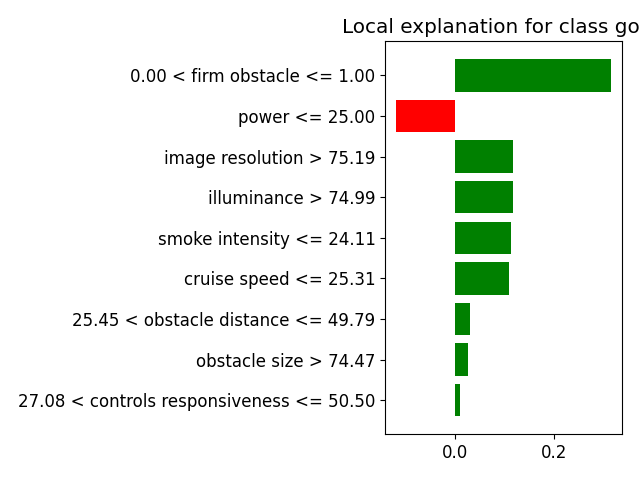 Local explanation for class go
0.00 < firm obstacle <= 1.00
power <= 25.00
image resolution > 75.19
illuminance > 74.99
smoke intensity <= 24.11
cruise speed <= 25.31
25.45 < obstacle distance <= 49.79
obstacle size > 74.47
27.08 < controls responsiveness <= 50.50
0.0 0.2